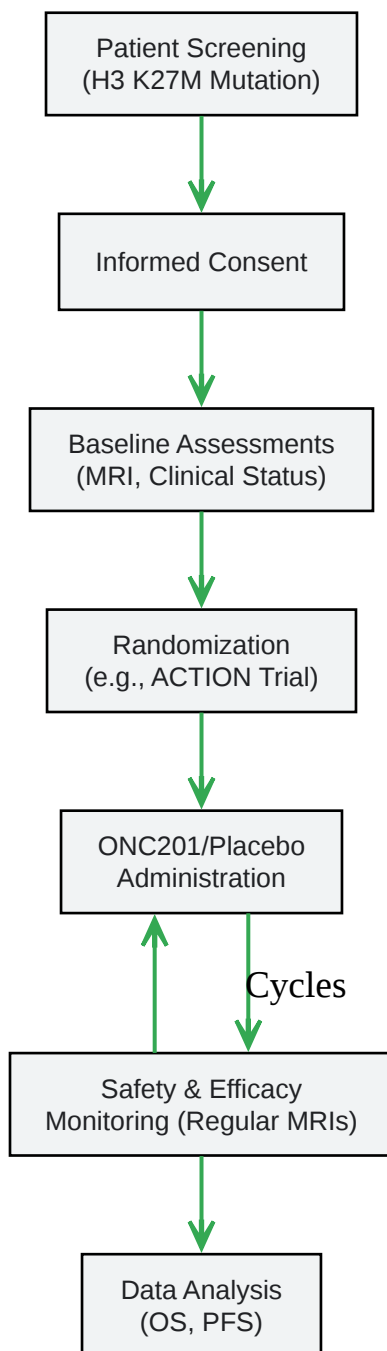 Patient Screening
(H3 K27M Mutation)
Informed Consent
Baseline Assessments
(MRI, Clinical Status)
Randomization
(e.g., ACTION Trial)
ONC201/Placebo
Administration
Cycles
Safety & Efficacy
Monitoring (Regular MRIs)
Data Analysis
(OS, PFS)